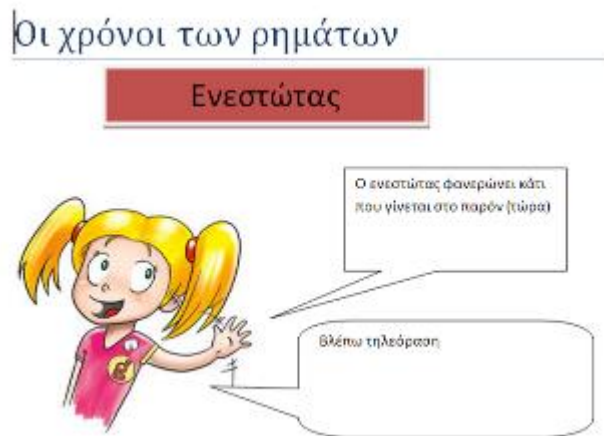 Οι χρόνοι των ρημάτων
Ενεστώτας
Ο ενεστώτας φανερώνει κάτι
που γίνεται στο παρόν (τώρα)
Βλέπω τηλεόραση